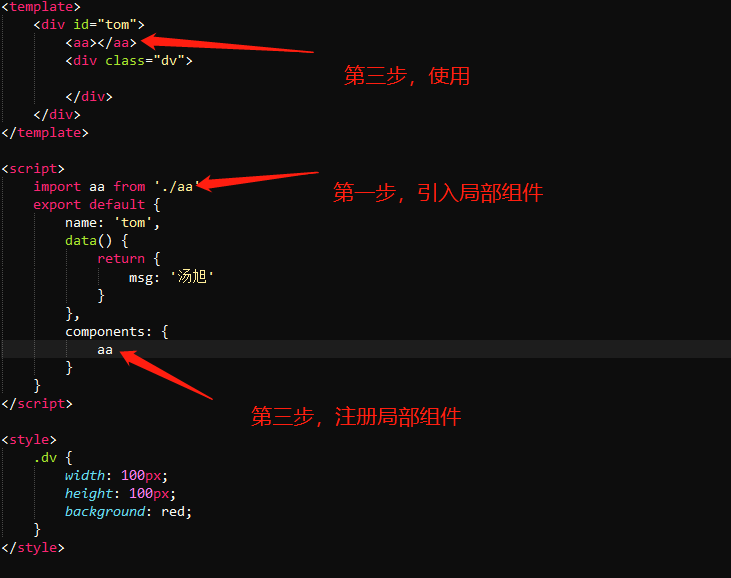 <template>
<div id="tom">
<aa></aa>
<div class="dv">
第三步，使用
</div>
</div>
</template>
<script>
import aa from './aa'
第一步，引入局部组件
export default {
name: 'tom',
data() {
return {
msg: '汤旭'
}
},
components: {
aa
}
}
第三步，注册局部组件
</script>
<style>
.dv {
width: 100px;
height: 100px;
background: red;
}
</style>